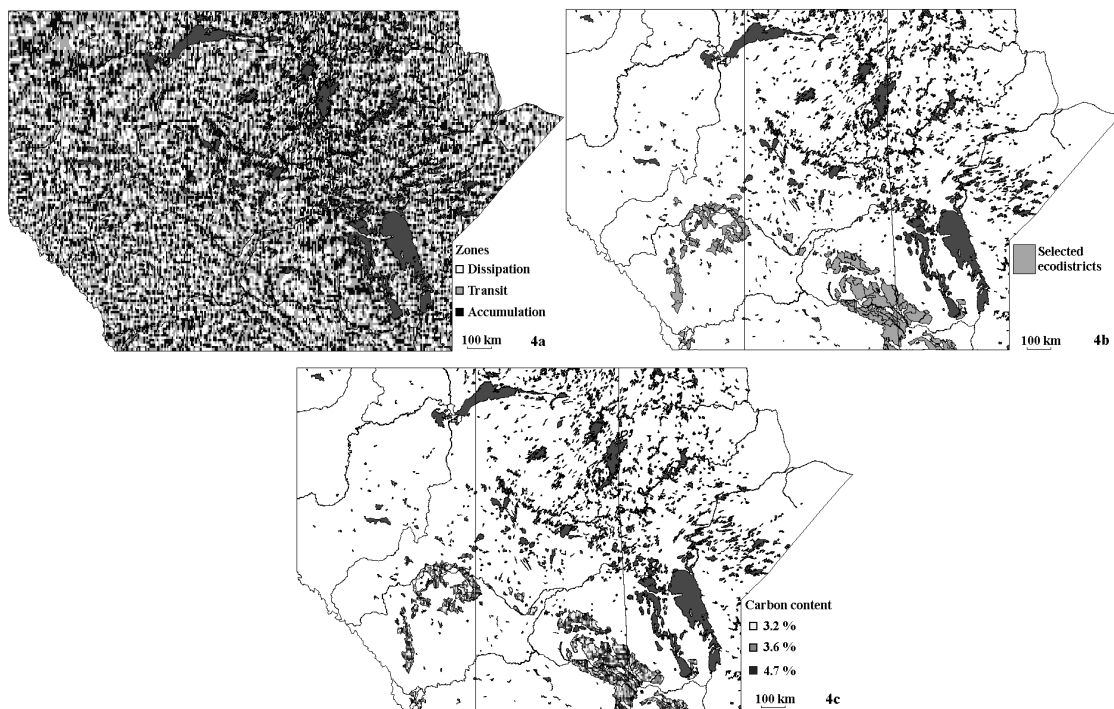 Zones
Dissipation
Transit
Accumulation
100 km
4a
Selected
ecodistricts
100 km
4b
Carbon content
3.2 %
3.6 %
4.7 %
100 km
4c